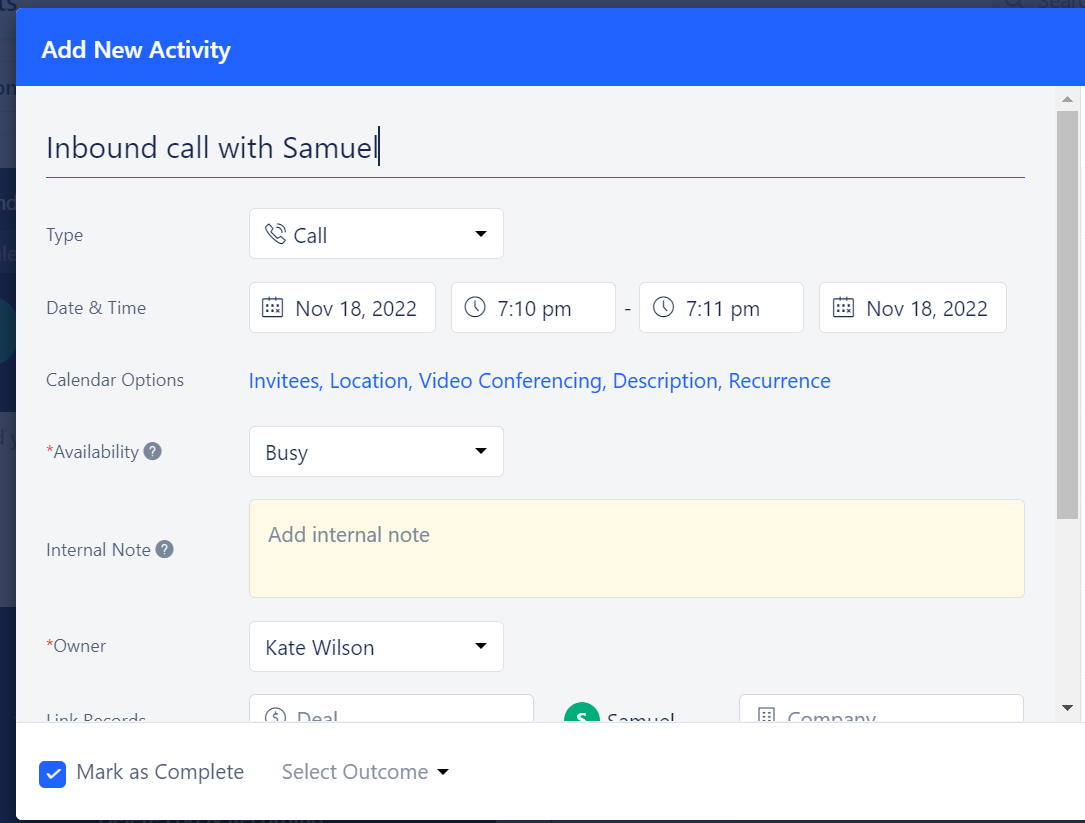 Add New Activity
Inbound call with Samuel
Type
Call
Date & Time
Nov 18, 2022
7:10 pm
-
7:11 pm
Nov 18, 2022
Calendar Options
Invitees, Location, Video Conferencing, Description, Recurrence
*Availability ?
Busy
Internal Note ?
Add internal note
*Owner
Kate Wilson
Link Records
Deal
S
Samuel
Company
Mark as Complete
Select Outcome